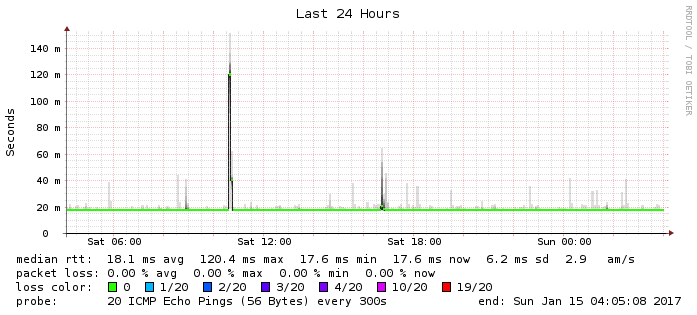 Last 24 Hours
RRDTOOL / TOBI OETIKER
Seconds
140 m
120 m
100 m
80 m
60 m
40 m
20 m
0
Sat 06:00 Sat 12:00 Sat 18:00 Sun 00:00
median rtt: 18.1 ms avg 120.4 ms max 17.6 ms min 17.6 ms now 6.2 ms sd 2.9 am/s
packet loss: 0.00 % avg 0.00 % max 0.00 % min 0.00 % now
loss color: 0 1/20 2/20 3/20 4/20 10/20 19/20
probe: 20 ICMP Echo Pings (56 Bytes) every 300s end: Sun Jan 15 04:05:08 2017